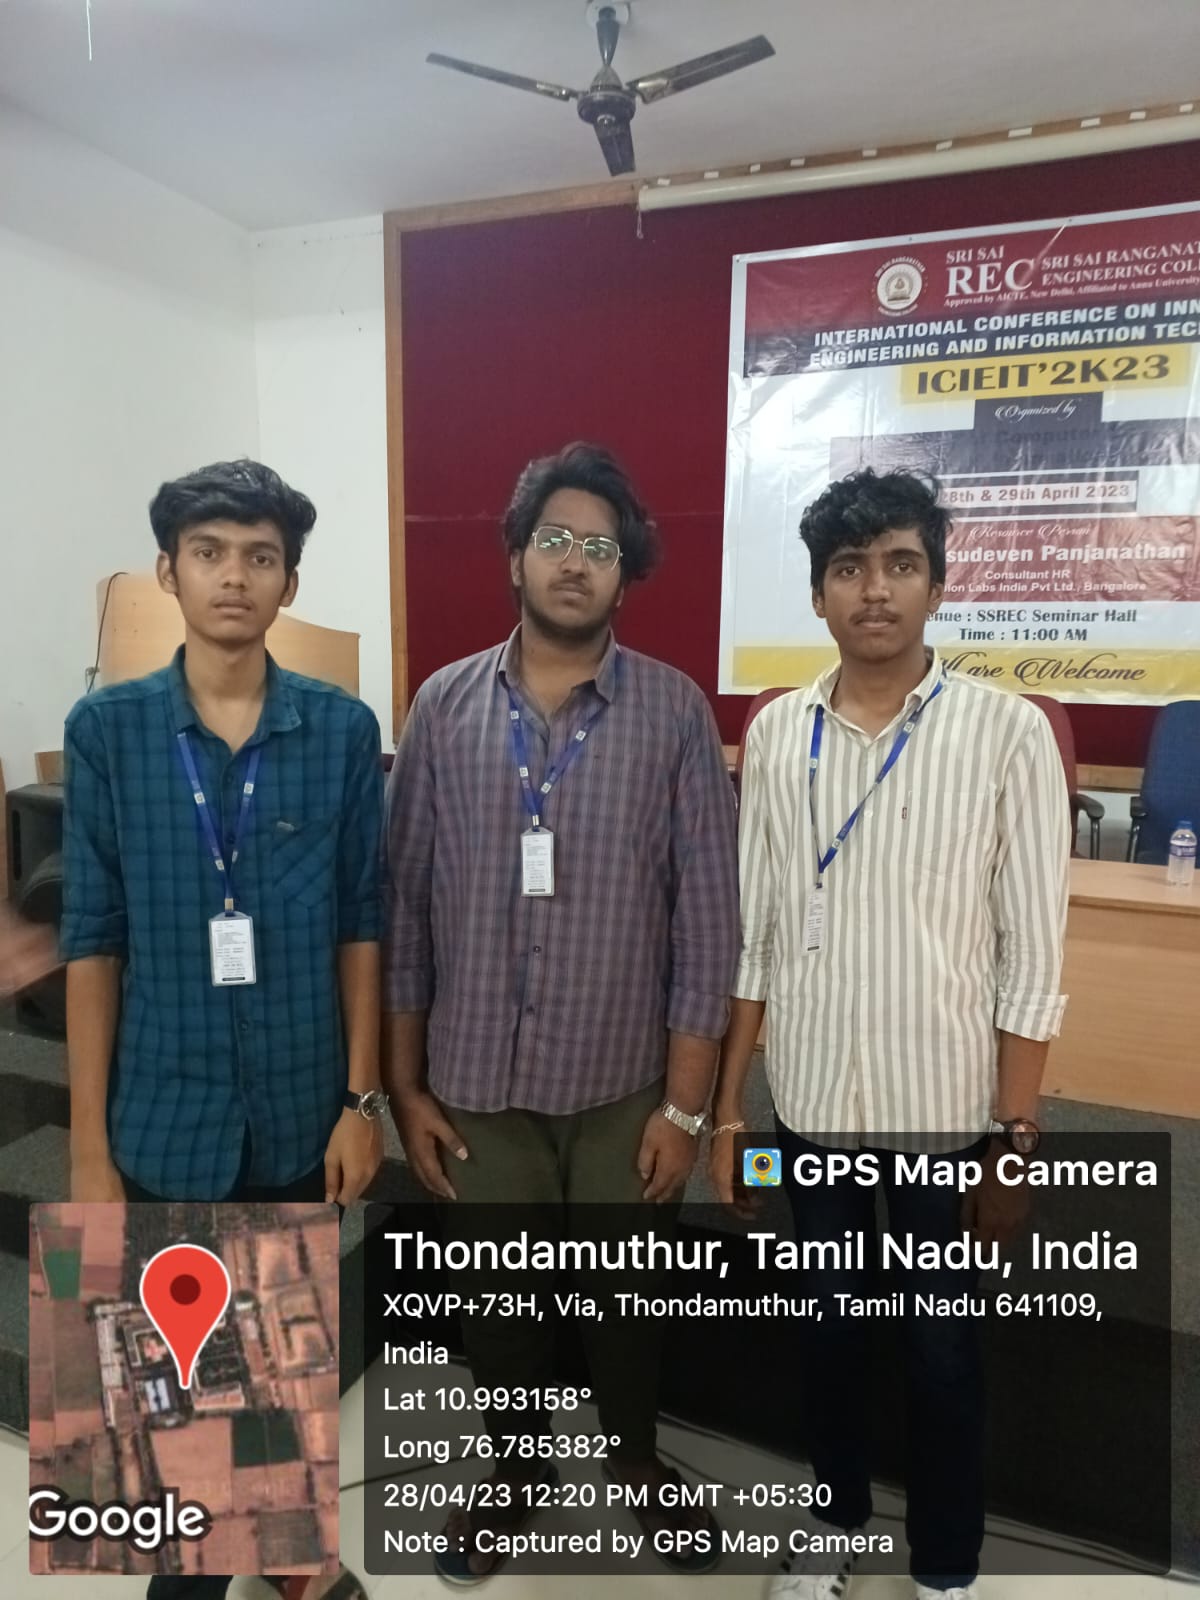 SRI SAI
REC
SRI SAI RANGANAT
ENGINEERING COLL
Approved by AICTE, New Delhi, Affiliated to Anna University
INTERNATIONAL CONFERENCE ON INN
ENGINEERING AND INFORMATION TEC
ICIEIT'2K23
Organized by
Computer
28th & 29th April 2023
Resource Person
sudeven Panjanathan
Consultant HR
Labs India Pvt Ltd., Bangalore
enue : SSREC Seminar Hall
Time : 11:00 AM
All are Welcome
GPS Map Camera
Thondamuthur, Tamil Nadu, India
XQVP+73H, Via, Thondamuthur, Tamil Nadu 641109,
India
Lat 10.993158°
Long 76.785382°
28/04/23 12:20 PM GMT +05:30
Note : Captured by GPS Map Camera
Google